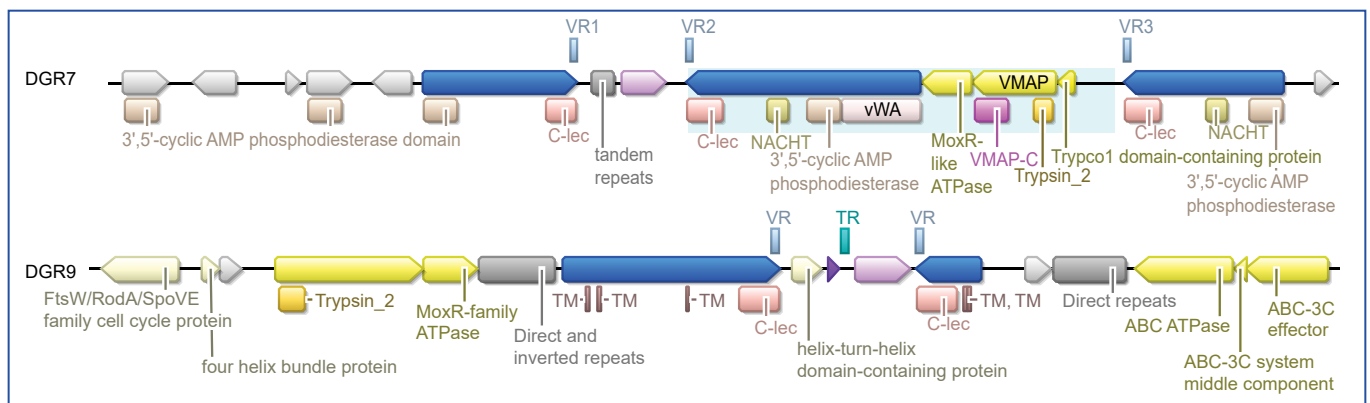 VR1
VR2
VR3
DGR7
VMAP
3',5'-cyclic AMP phosphodiesterase domain
C-lec
tandem
repeats
C-lec
NACHT
3',5'-cyclic AMP
phosphodiesterase
vWA
MoxR-
like
ATPase
VMAP-C
Trypsin_2
Trypco1 domain-containing protein
C-lec
NACHT
3',5'-cyclic AMP
phosphodiesterase
VR
TR
VR
DGR9
FtsW/RodA/SpoVE
family cell cycle protein
four helix bundle protein
Trypsin_2
MoxR-family
ATPase
Direct and
inverted repeats
TM
TM
TM
C-lec
helix-turn-helix
domain-containing protein
C-lec
TM, TM
Direct repeats
ABC ATPase
ABC-3C system
middle component
ABC-3C
effector